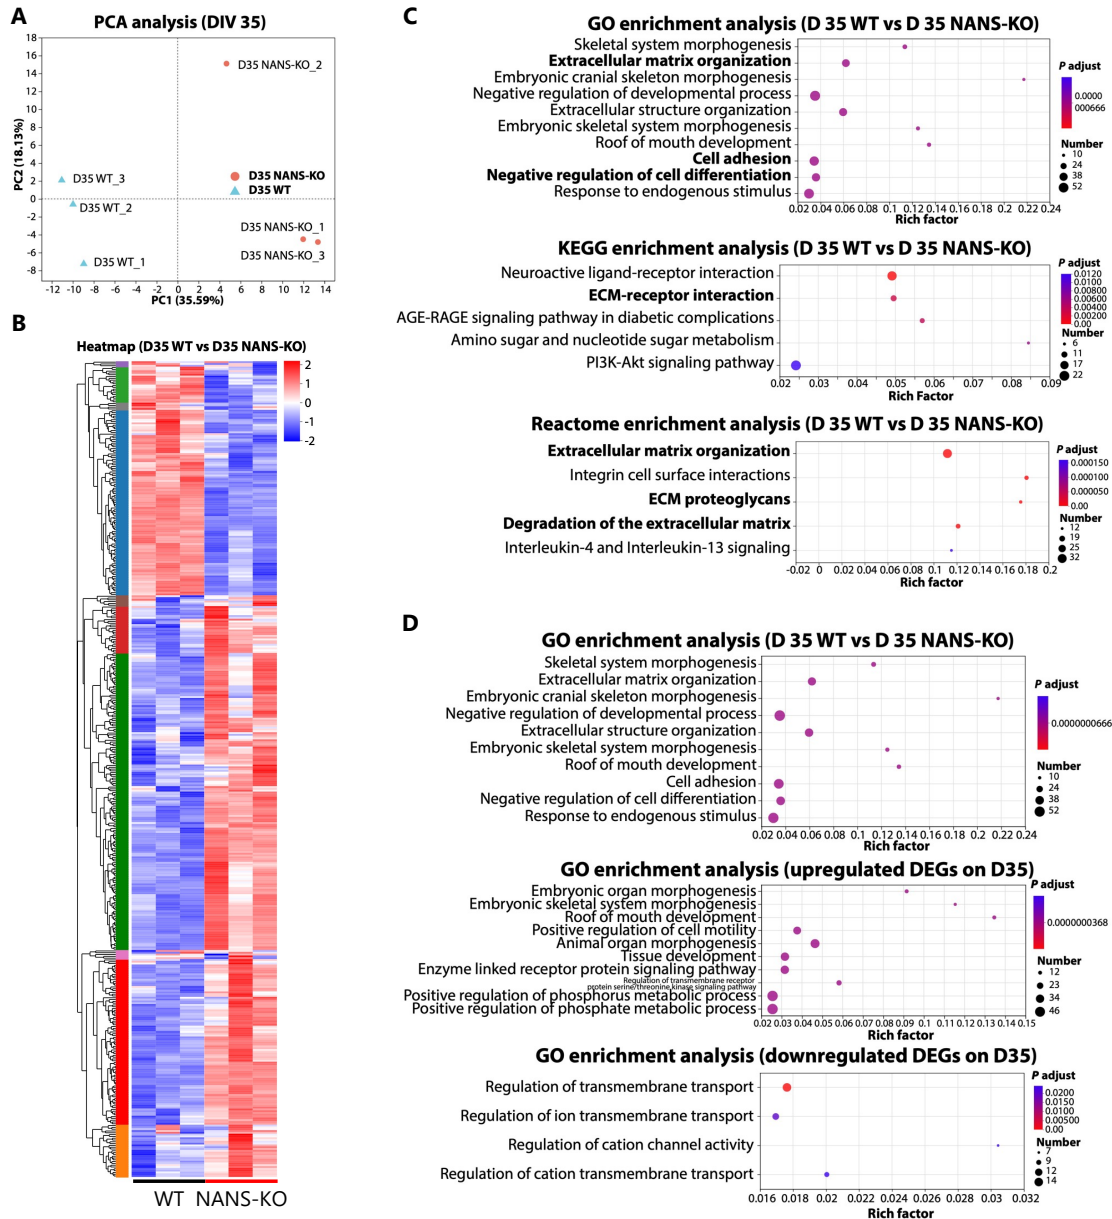 A
PCA analysis (DIV 35)
PC2 (18.13%)
18
16
14
12
10
8
6
4
2
0
-2
-4
-6
-8
D35 NANS-KO_2
D35 WT_3
D35 NANS-KO
D35 WT
D35 WT_2
D35 NANS-KO_1
D35 WT_1
D35 NANS-KO_3
-12 -10 -8 -6 -4 -2 0 2 4 6 8 10 12 14
PC1 (35.59%)
B
Heatmap (D35 WT vs D35 NANS-KO)
2
1
0
-1
-2
WT NANS-KO
C
GO enrichment analysis (D 35 WT vs D 35 NANS-KO)
Skeletal system morphogenesis
Extracellular matrix organization
Embryonic cranial skeleton morphogenesis
Negative regulation of developmental process
Extracellular structure organization
Embryonic skeletal system morphogenesis
Roof of mouth development
Cell adhesion
Negative regulation of cell differentiation
Response to endogenous stimulus
0.02 0.04 0.06 0.08 0.1 0.12 0.14 0.16 0.18 0.2 0.22 0.24
Rich factor
P adjust
0.0000
000666
Number
10
24
38
52
KEGG enrichment analysis (D 35 WT vs D 35 NANS-KO)
Neuroactive ligand-receptor interaction
ECM-receptor interaction
AGE-RAGE signaling pathway in diabetic complications
Amino sugar and nucleotide sugar metabolism
PI3K-Akt signaling pathway
0.02 0.03 0.04 0.05 0.06 0.07 0.08 0.09
Rich Factor
P adjust
0.0120
0.0100
0.00800
0.00600
0.00400
0.00200
0.00
Number
6
11
17
22
Reactome enrichment analysis (D 35 WT vs D 35 NANS-KO)
Extracellular matrix organization
Integrin cell surface interactions
ECM proteoglycans
Degradation of the extracellular matrix
Interleukin-4 and Interleukin-13 signaling
-0.02 0 0.02 0.04 0.06 0.08 0.1 0.12 0.14 0.16 0.18 0.2
Rich factor
P adjust
0.000150
0.000100
0.000050
0.00
Number
12
19
25
32
D
GO enrichment analysis (D 35 WT vs D 35 NANS-KO)
Skeletal system morphogenesis
Extracellular matrix organization
Embryonic cranial skeleton morphogenesis
Negative regulation of developmental process
Extracellular structure organization
Embryonic skeletal system morphogenesis
Roof of mouth development
Cell adhesion
Negative regulation of cell differentiation
Response to endogenous stimulus
0.02 0.04 0.06 0.08 0.1 0.12 0.14 0.16 0.18 0.2 0.22 0.24
Rich factor
P adjust
0.0000000666
Number
10
24
38
52
GO enrichment analysis (upregulated DEGs on D35)
Embryonic organ morphogenesis
Embryonic skeletal system morphogenesis
Roof of mouth development
Positive regulation of cell motility
Animal organ morphogenesis
Tissue development
Enzyme linked receptor protein signaling pathway
Regulation of transmembrane receptor
protein serine/threonine kinase signaling pathway
Positive regulation of phosphorus metabolic process
Positive regulation of phosphate metabolic process
0.02 0.03 0.04 0.05 0.06 0.07 0.08 0.09 0.1 0.11 0.12 0.13 0.14 0.15
Rich factor
P adjust
0.0000000368
Number
12
23
34
46
GO enrichment analysis (downregulated DEGs on D35)
Regulation of transmembrane transport
Regulation of ion transmembrane transport
Regulation of cation channel activity
Regulation of cation transmembrane transport
0.016 0.018 0.02 0.022 0.024 0.026 0.028 0.03 0.032
Rich factor
P adjust
0.0200
0.0150
0.0100
0.00500
0.00
Number
7
9
12
14